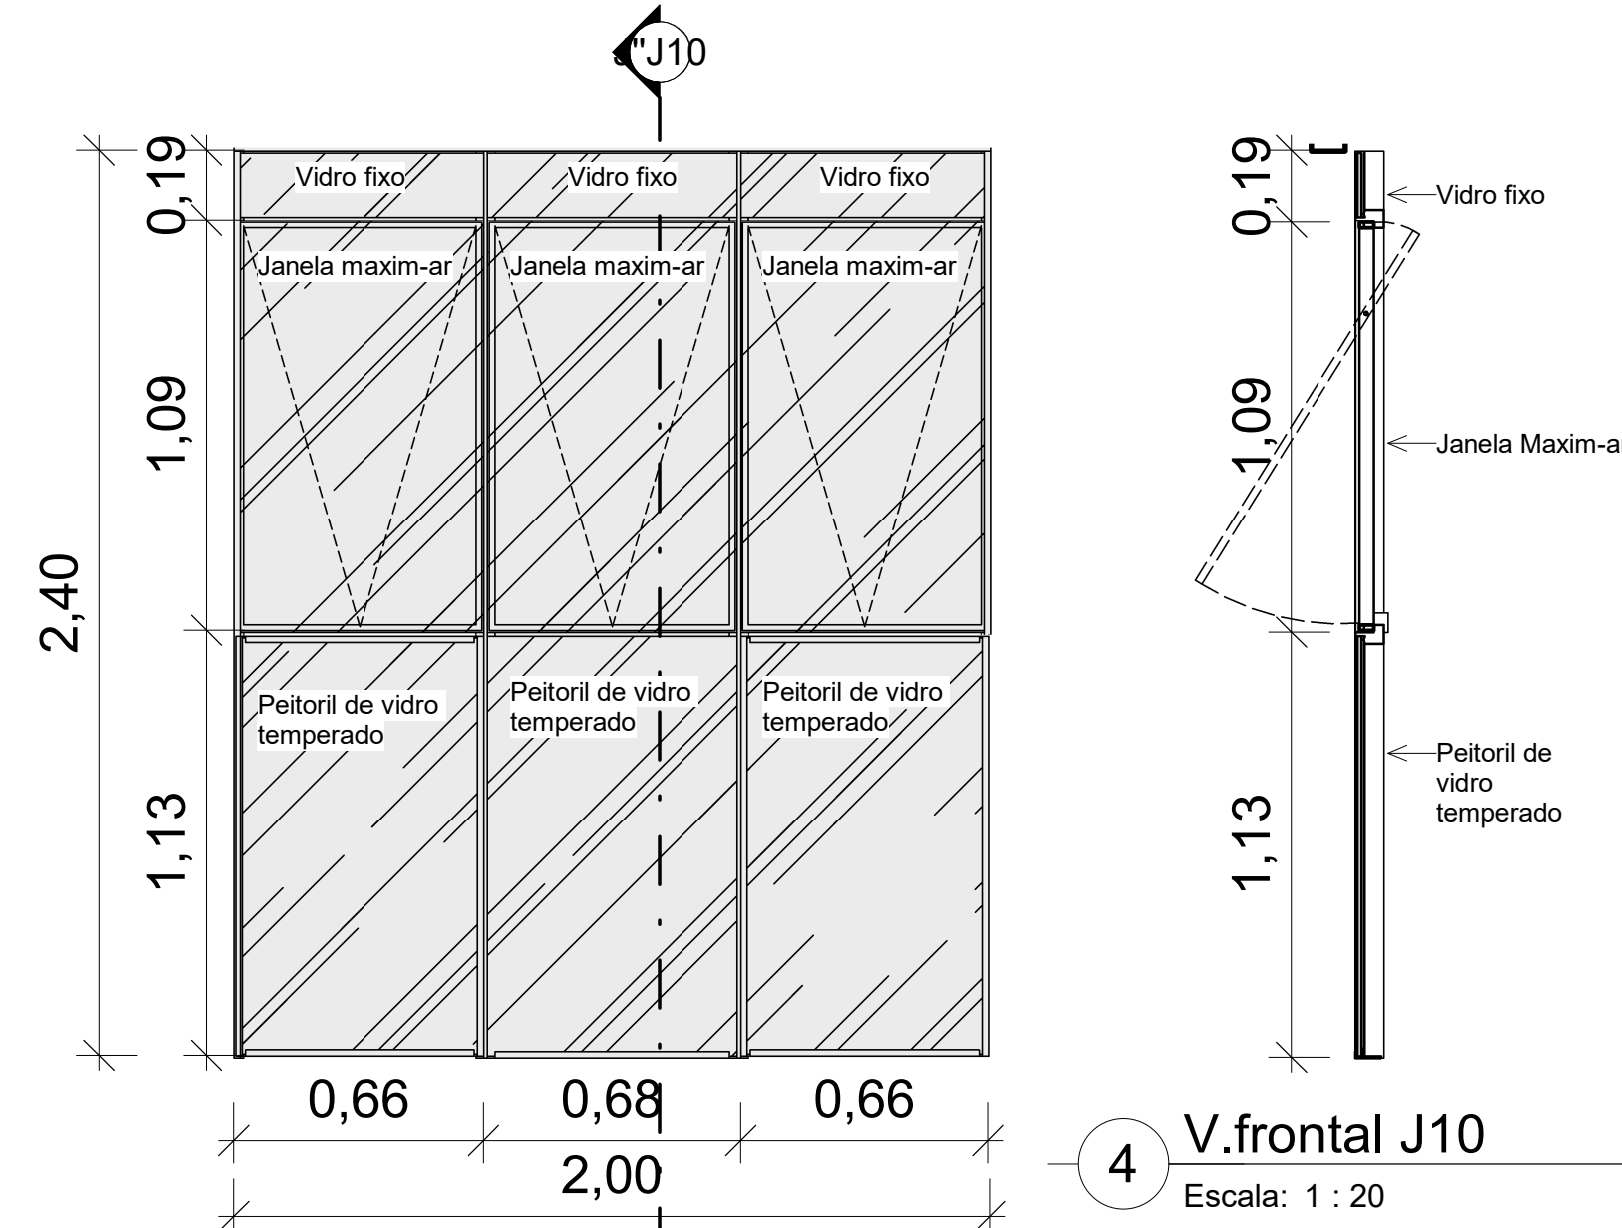 "J10
Vidro fixo
Vidro fixo
Vidro fixo
Janela maxim-ar
Janela maxim-ar
Janela maxim-ar
Peitoril de vidro
temperado
Peitoril de vidro
temperado
Peitoril de vidro
temperado
0,19
1,09
1,13
2,40
0,66
0,68
0,66
2,00
0,19
1,09
1,13
Vidro fixo
Janela Maxim-a
Peitoril de
vidro
temperado
4
V.frontal J10
Escala: 1 : 20